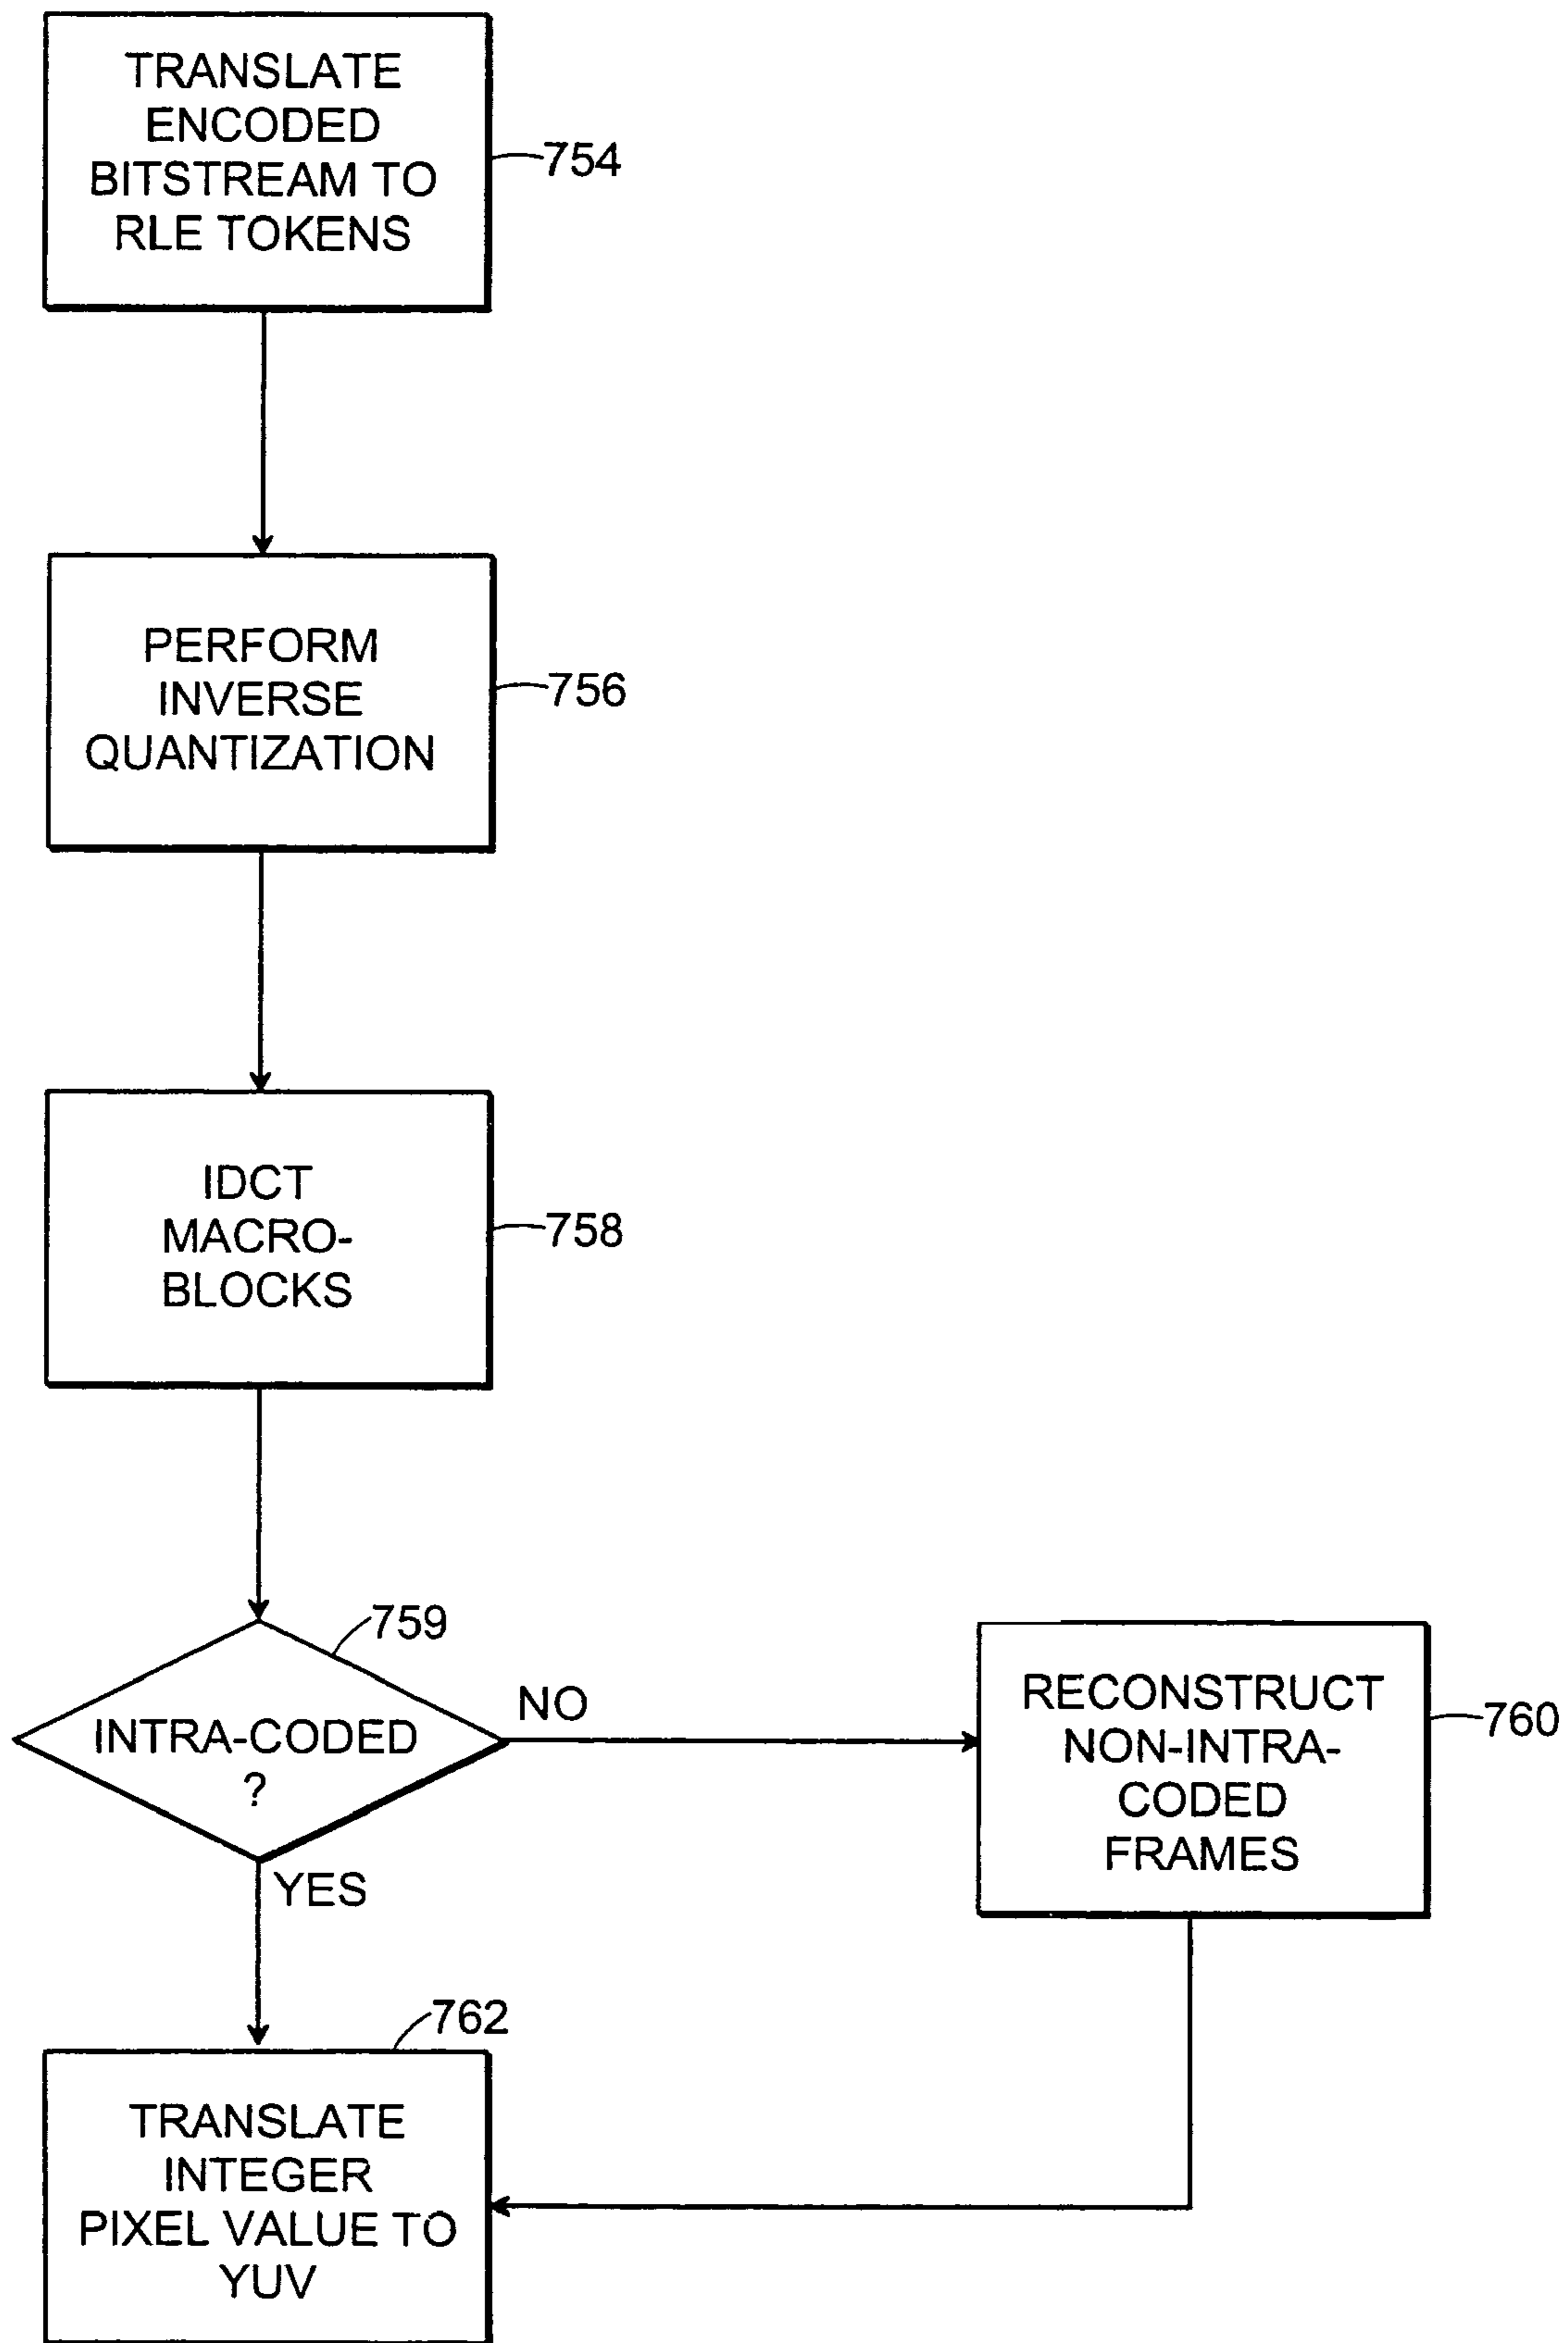 TRANSLATE
ENCODED
BITSTREAM TO
RLE TOKENS
754
PERFORM
INVERSE
QUANTIZATION
756
IDCT
MACRO-
BLOCKS
758
759
INTRA-CODED
?
NO
YES
RECONSTRUCT
NON-INTRA-
CODED
FRAMES
760
762
TRANSLATE
INTEGER
PIXEL VALUE TO
YUV